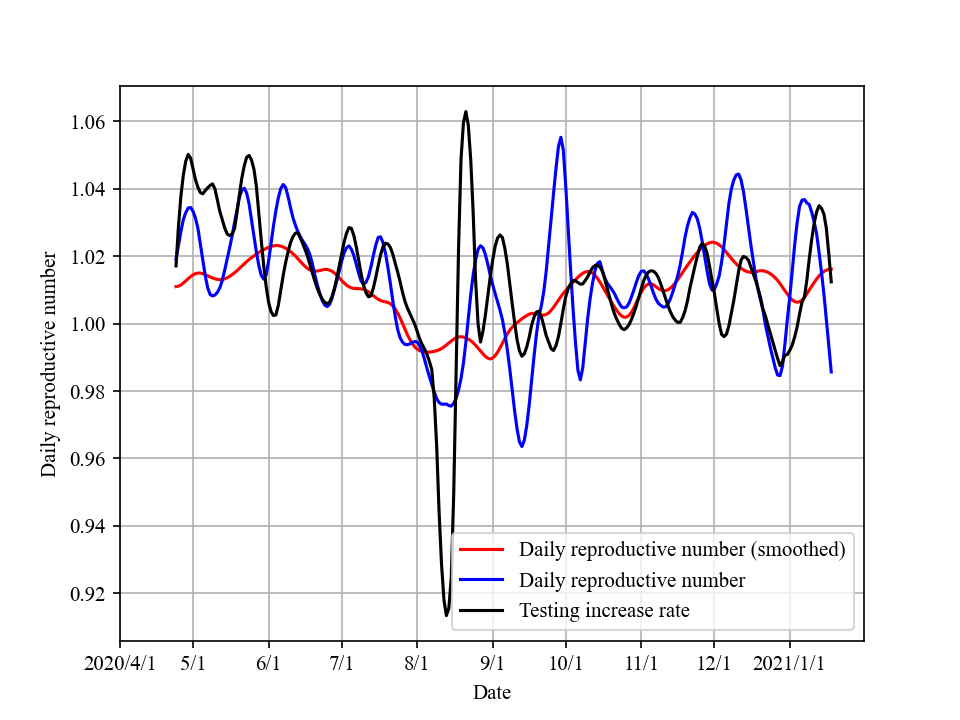 1.06
1.04
1.02
1.00
0.98
0.96
0.94
0.92
Daily reproductive number
Daily reproductive number (smoothed)
Daily reproductive number
Testing increase rate
2020/4/1 5/1 6/1 7/1 8/1 9/1 10/1 11/1 12/1 2021/1/1
Date